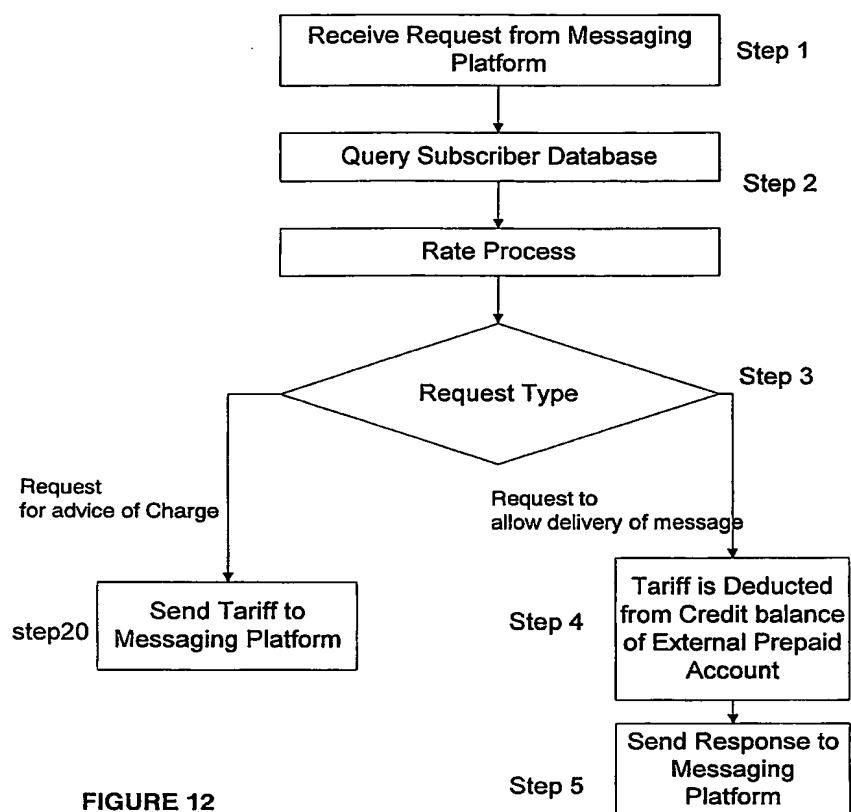 Receive Request from Messaging
Platform
Step 1
Query Subscriber Database
Step 2
Rate Process
Step 3
Request Type
Request
for advice of Charge
Request to
allow delivery of message
step20
Send Tariff to
Messaging Platform
Step 4
Tariff is Deducted
from Credit balance
of External Prepaid
Account
Step 5
Send Response to
Messaging
Platform
FIGURE 12